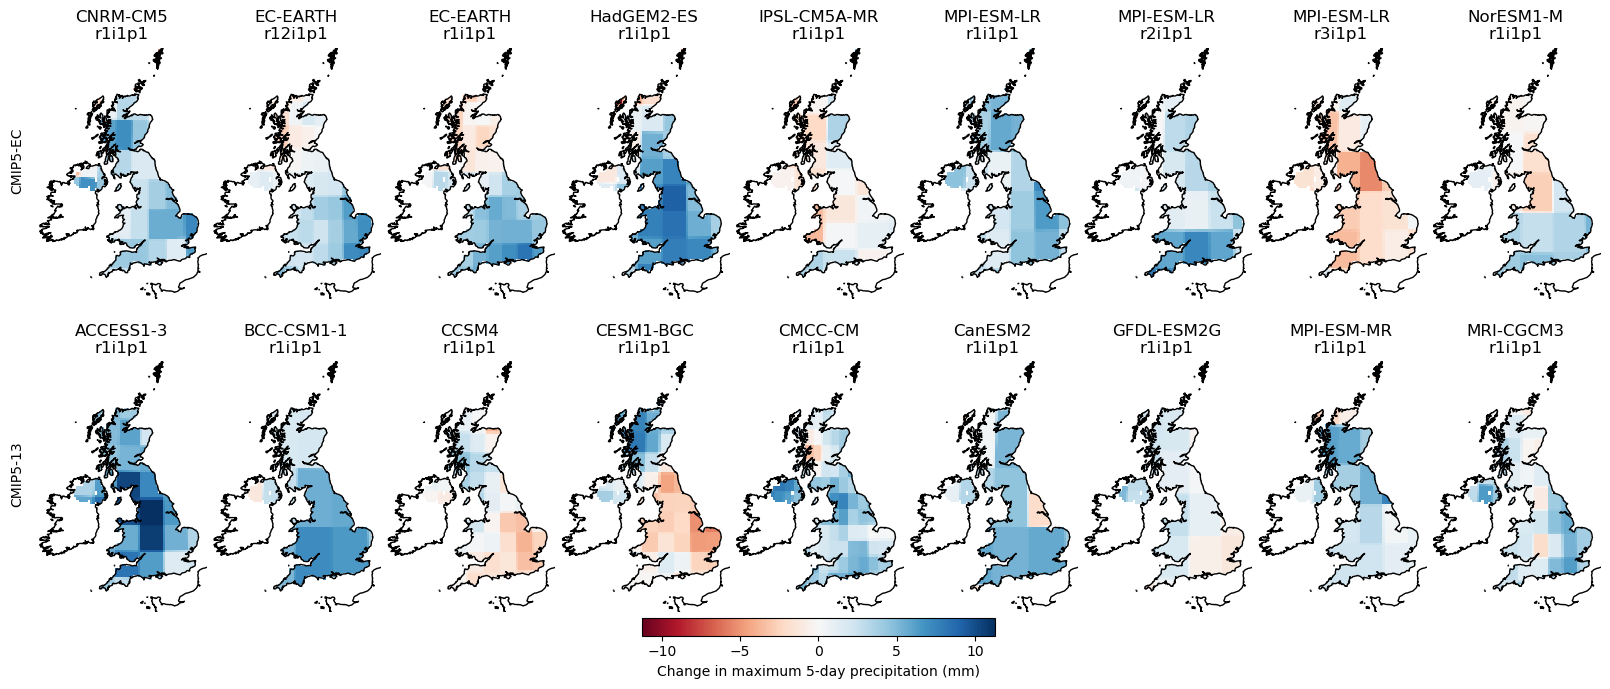 CNRM-CM5
r1i1p1
EC-EARTH
r12i1p1
EC-EARTH
r1i1p1
HadGEM2-ES
r1i1p1
IPSL-CM5A-MR
r1i1p1
MPI-ESM-LR
r1i1p1
MPI-ESM-LR
r2i1p1
MPI-ESM-LR
r3i1p1
NorESM1-M
r1i1p1
CMIP5-EC
ACCESS1-3
r1i1p1
BCC-CSM1-1
r1i1p1
CCSM4
r1i1p1
CESM1-BGC
r1i1p1
CMCC-CM
r1i1p1
CanESM2
r1i1p1
GFDL-ESM2G
r1i1p1
MPI-ESM-MR
r1i1p1
MRI-CGCM3
r1i1p1
CMIP5-13
−10 −5 0 5 10
Change in maximum 5-day precipitation (mm)